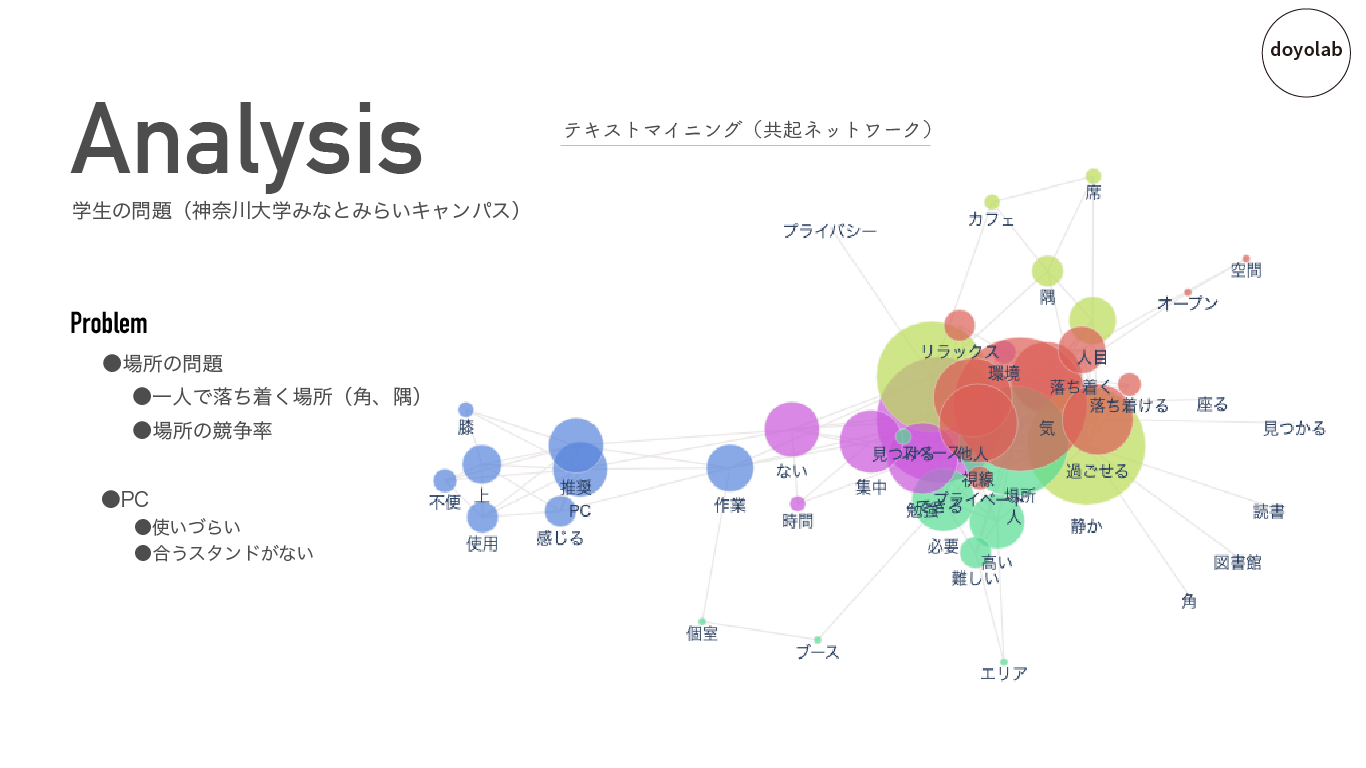 doyolab
Analysis
テキストマイニング（共起ネットワーク）
学生の問題（神奈川大学みなとみらいキャンパス）
Problem
●場所の問題
●一人で落ち着く場所（角、隅）
●場所の競争率
●PC
●使いづらい
●合うスタンドがない
席
カフェ
プライバシー
空間
隅
オープン
リラックス
人目
環境
落ち着く
落ち着ける
座る
膝
気
見つかる
見つける
他人
ない
過ごせる
視線
集中
推奨
上
不便
作業
プライベート
場所
PC
時間
勉強
できる
人
読書
静か
使用
感じる
必要
高い
図書館
難しい
角
個室
ブース
エリア